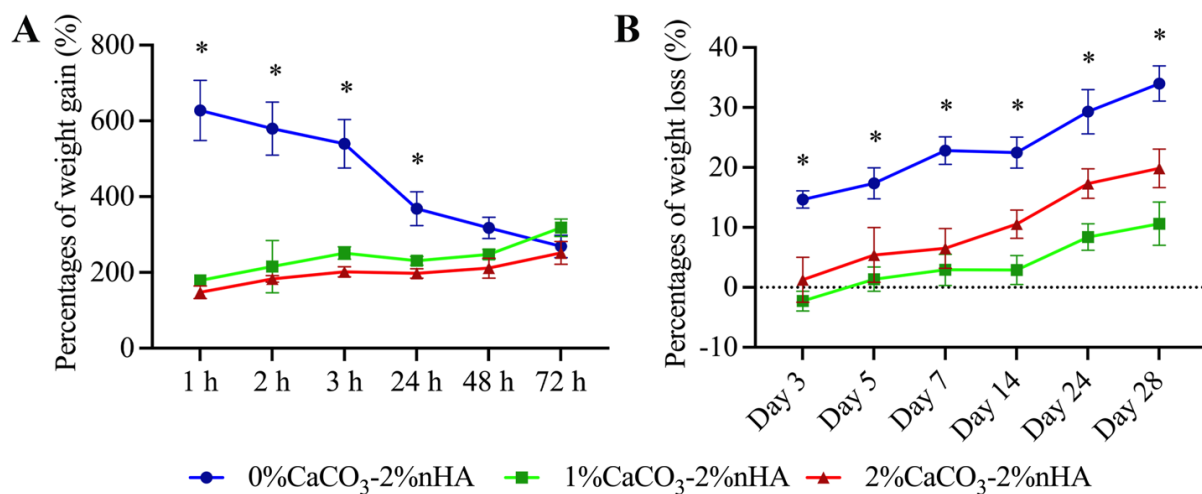 A
Percentages of weight gain (%)
800
600
400
200
0
* * * *
1 h 2 h 3 h 24 h 48 h 72 h
B
Percentages of weight loss (%)
40
30
20
10
0
-10
* * * * * *
Day 3 Day 5 Day 7 Day 14 Day 24 Day 28
0%CaCO₃-2%nHA 1%CaCO₃-2%nHA 2%CaCO₃-2%nHA